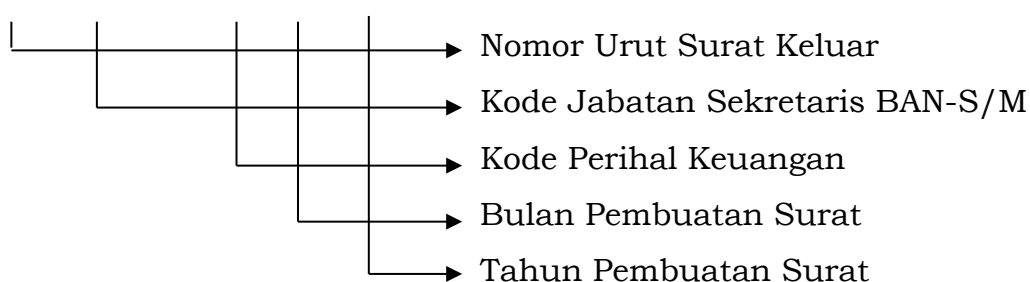 Nomor Urut Surat Keluar
Kode Jabatan Sekretaris BAN-S/M
Kode Perihal Keuangan
Bulan Pembuatan Surat
Tahun Pembuatan Surat